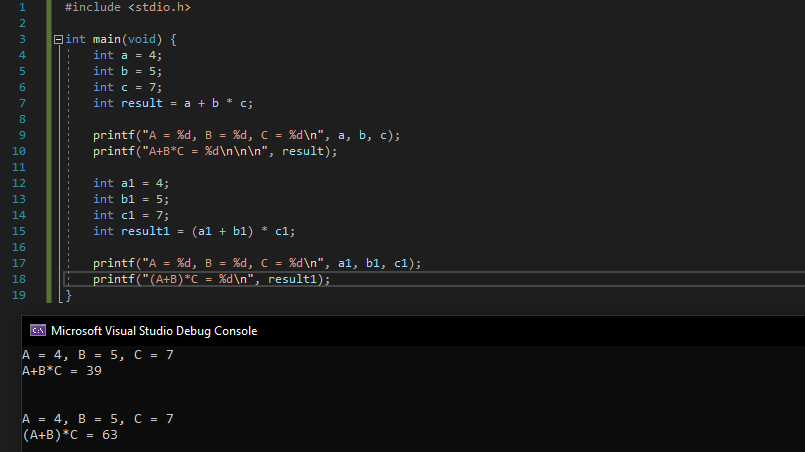 1 #include <stdio.h>
2
3 int main(void) {
4 int a = 4;
5 int b = 5;
6 int c = 7;
7 int result = a + b * c;
8
9 printf("A = %d, B = %d, C = %d\n", a, b, c);
10 printf("A+B*C = %d\n\n\n", result);
11
12 int a1 = 4;
13 int b1 = 5;
14 int c1 = 7;
15 int result1 = (a1 + b1) * c1;
16
17 printf("A = %d, B = %d, C = %d\n", a1, b1, c1);
18 printf("(A+B)*C = %d\n", result1);
19 }
C:\ Microsoft Visual Studio Debug Console
A = 4, B = 5, C = 7
A+B*C = 39
A = 4, B = 5, C = 7
(A+B)*C = 63